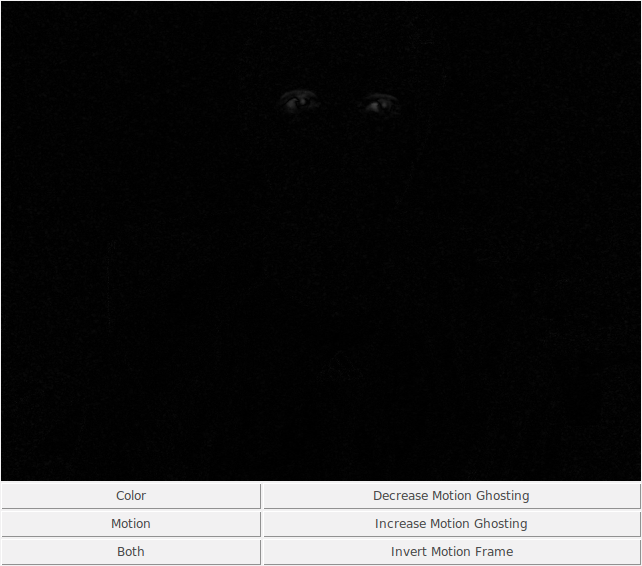 Color
Decrease Motion Ghosting
Motion
Increase Motion Ghosting
Both
Invert Motion Frame